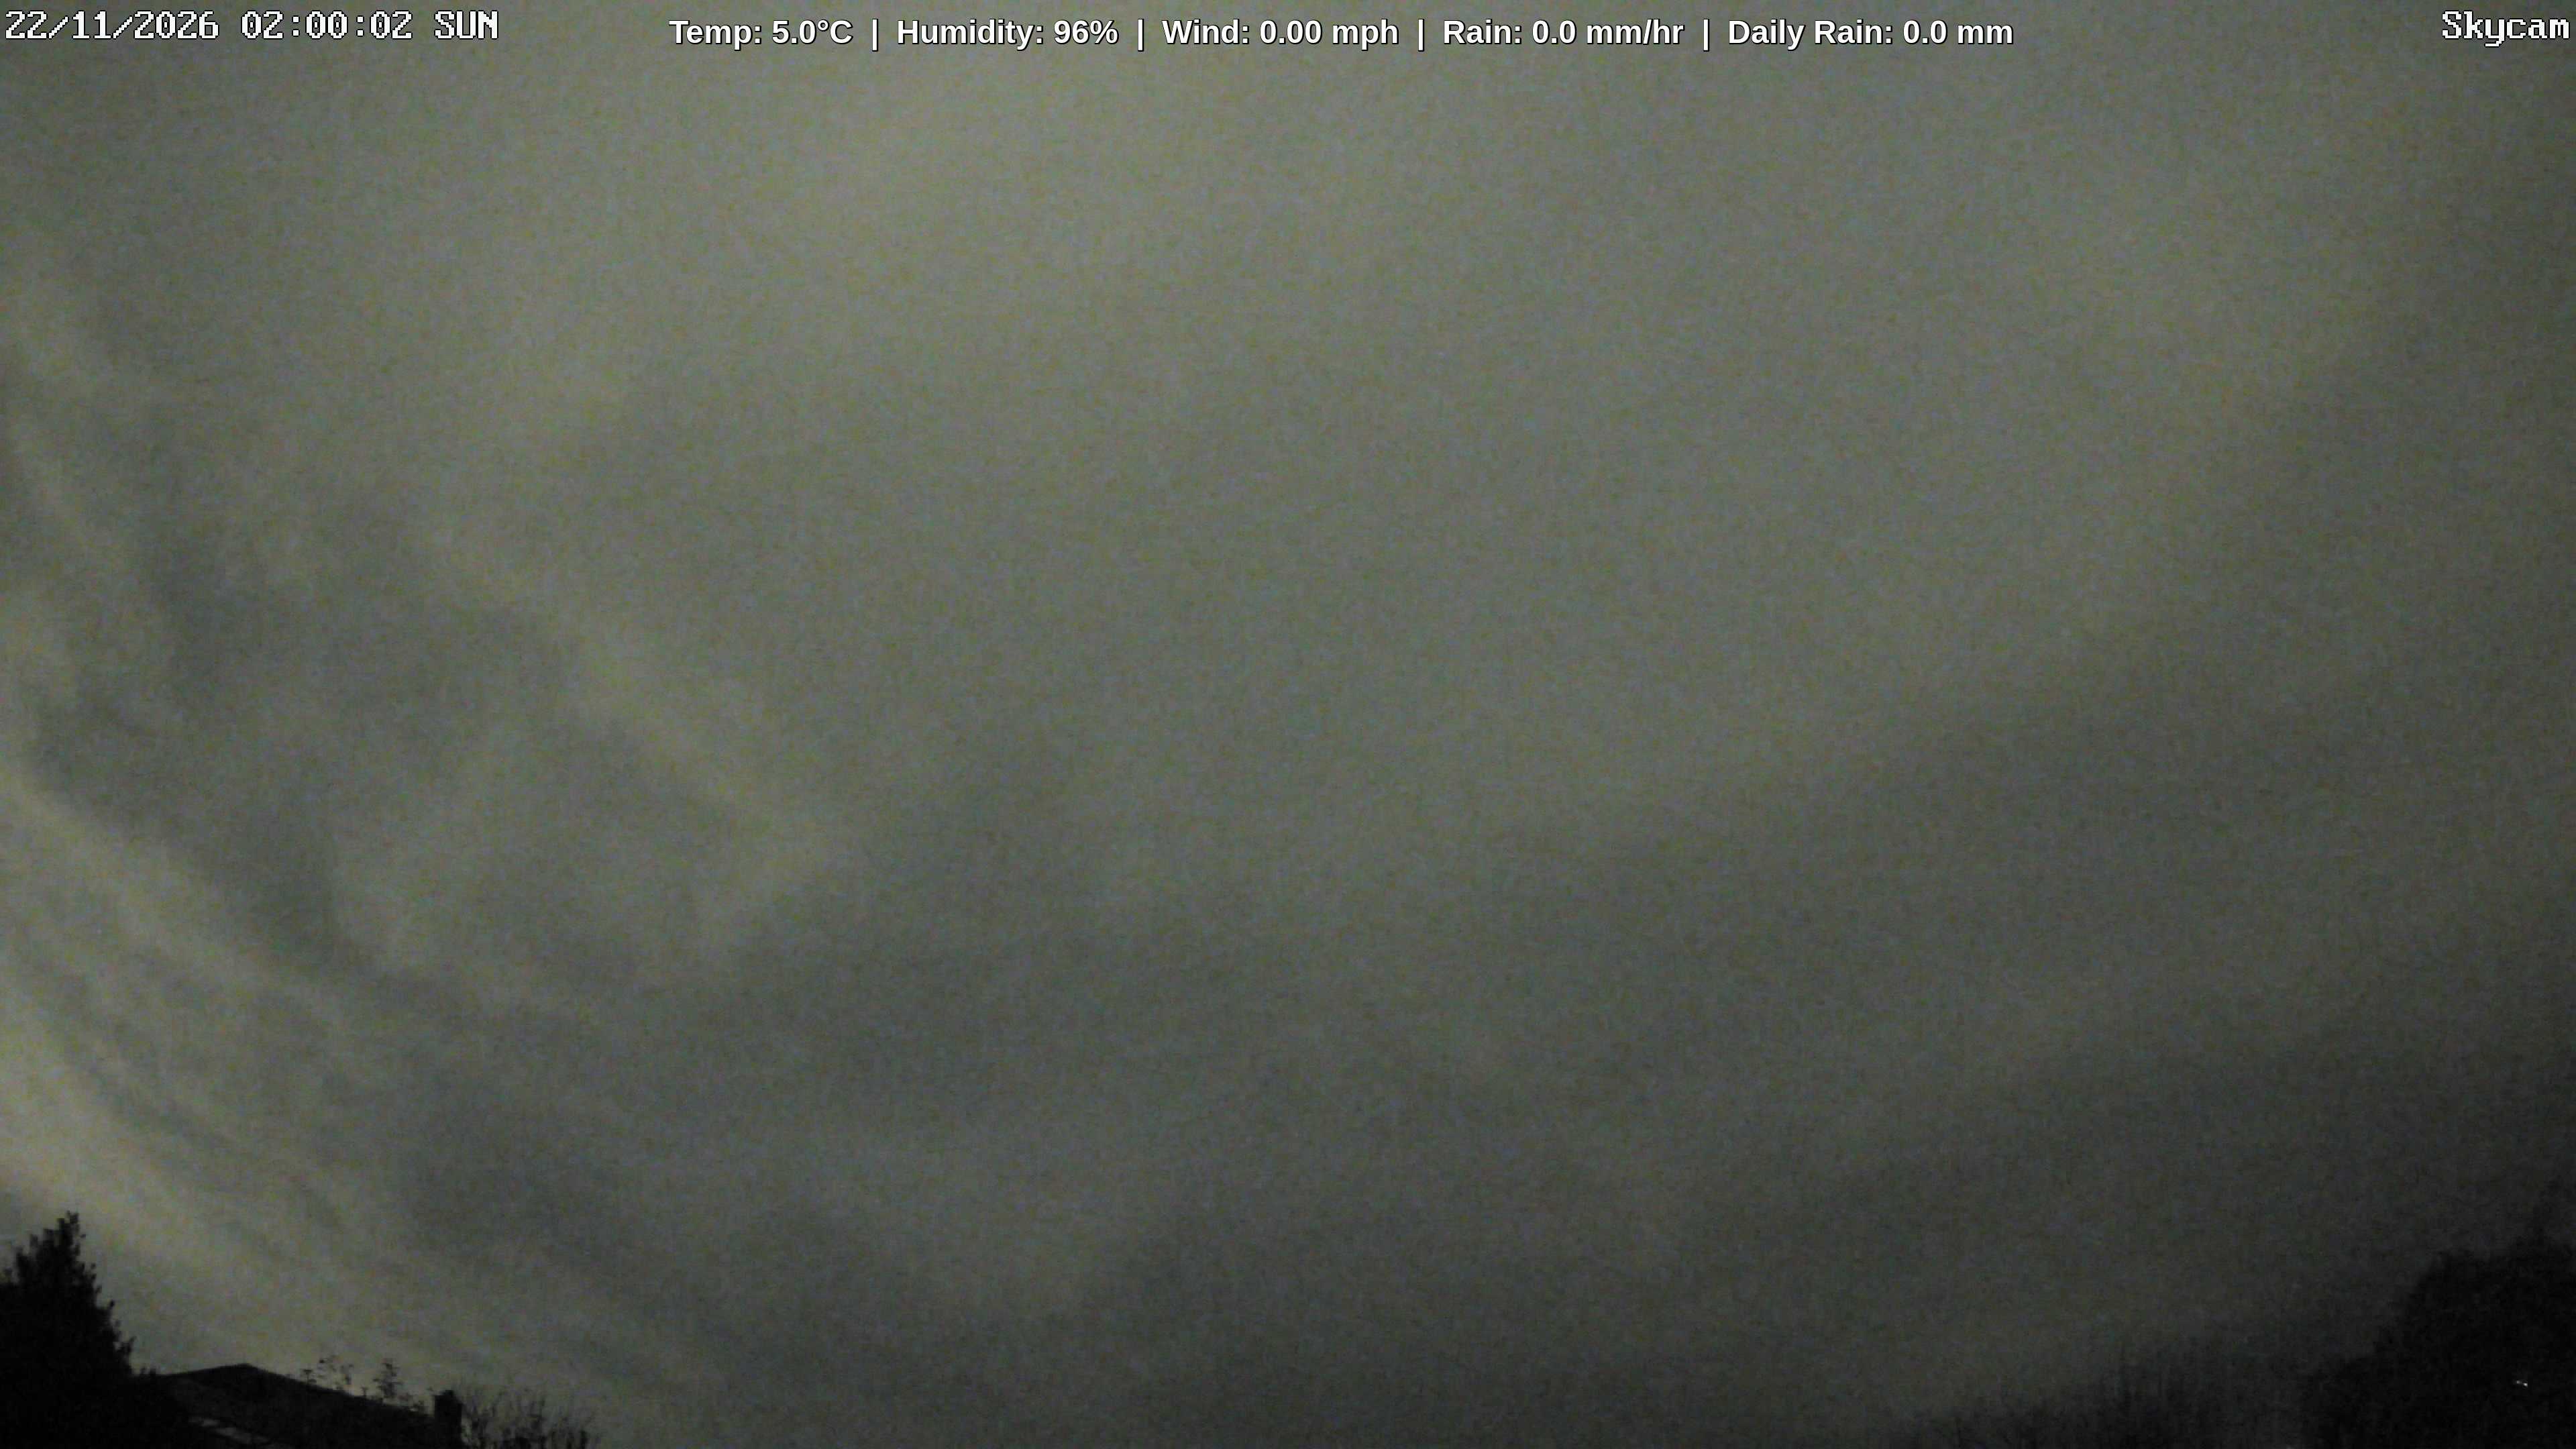 22/11/2026 02:00:02 SUN
Temp: 5.0°C | Humidity: 96% | Wind: 0.00 mph | Rain: 0.0 mm/hr | Daily Rain: 0.0 mm
Skycam